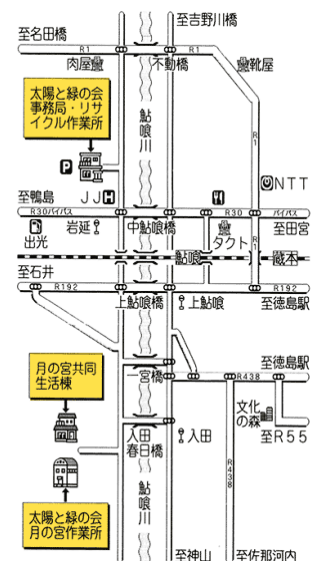 至吉野川橋
至名田橋
R1
R1
肉屋
不動橋
靴屋
太陽と緑の会
事務局・リサ
イクル作業所
鮎喰川
R1
P
NTT
至鴨島
JJ
H
R30バイパス
R30
バイパス
出光
岩延
中鮎喰橋
タクト
R1
至田宮
鮎喰
蔵本
至石井
R192
R192
上鮎喰橋
上鮎喰
至徳島駅
月の宮共同
生活棟
一宮橋
至徳島駅
R438
文化
の森
至R55
入田
春日橋
入田
R438
鮎喰川
太陽と緑の会
月の宮作業所
至神山
至佐那河内